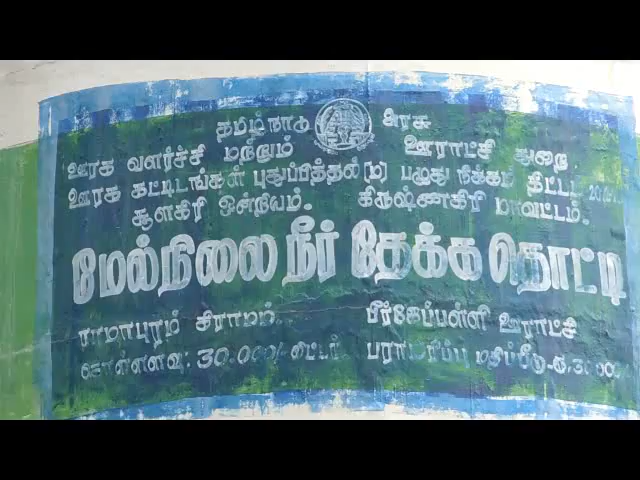 தமிழ்நாடு அரசு
ஊரக வளர்ச்சி மற்றும் ஊராட்சி துறை
ஊரக கட்டிடங்கள் புதுப்பித்தல் (ம) பழுது நீக்கம் திட்டம்
சூளகிரி ஒன்றியம். கிருஷ்ணகிரி மாவட்டம்.
மேல்நிலை நீர் தேக்க தொட்டி
ராமாபுரம் கிராமம். பீர்ஜேப்பள்ளி ஊராட்சி
கொள்ளளவு: 30,000/- லிட்டர். பராமரிப்பு மதிப்பீடு-ரூ.